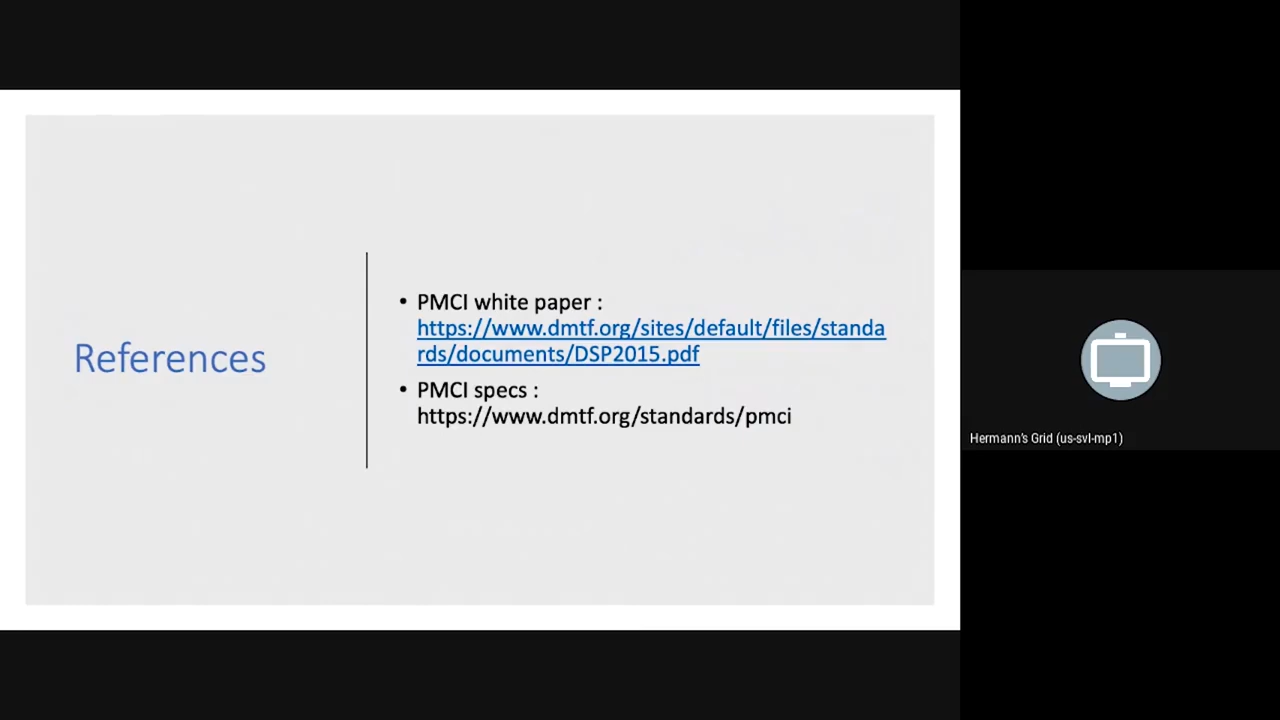 References
• PMCI white paper :
https://www.dmtf.org/sites/default/files/standa
rds/documents/DSP2015.pdf
• PMCI specs :
https://www.dmtf.org/standards/pmci
Hermann's Grid (us-svl-mp1)